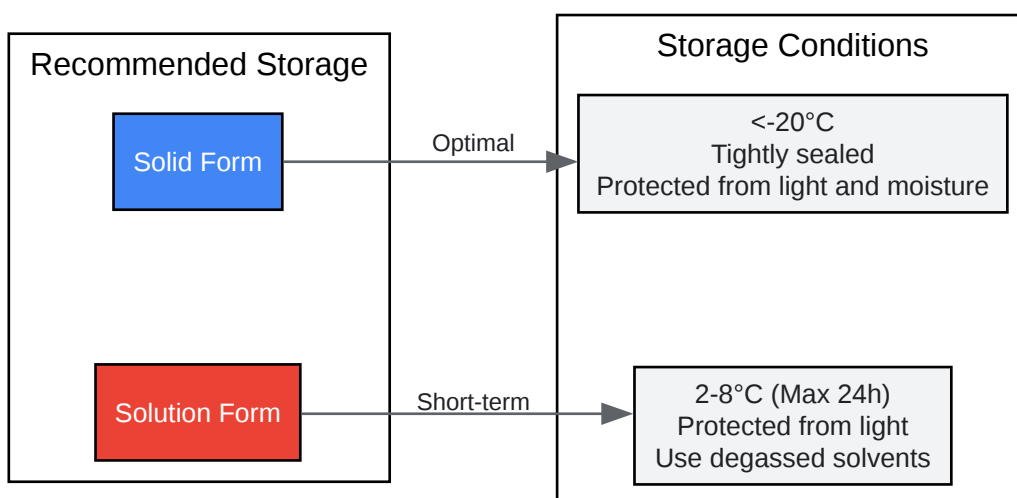 Recommended Storage
Storage Conditions
Solid Form
Optimal
<-20°C
Tightly sealed
Protected from light and moisture
Solution Form
Short-term
2-8°C (Max 24h)
Protected from light
Use degassed solvents